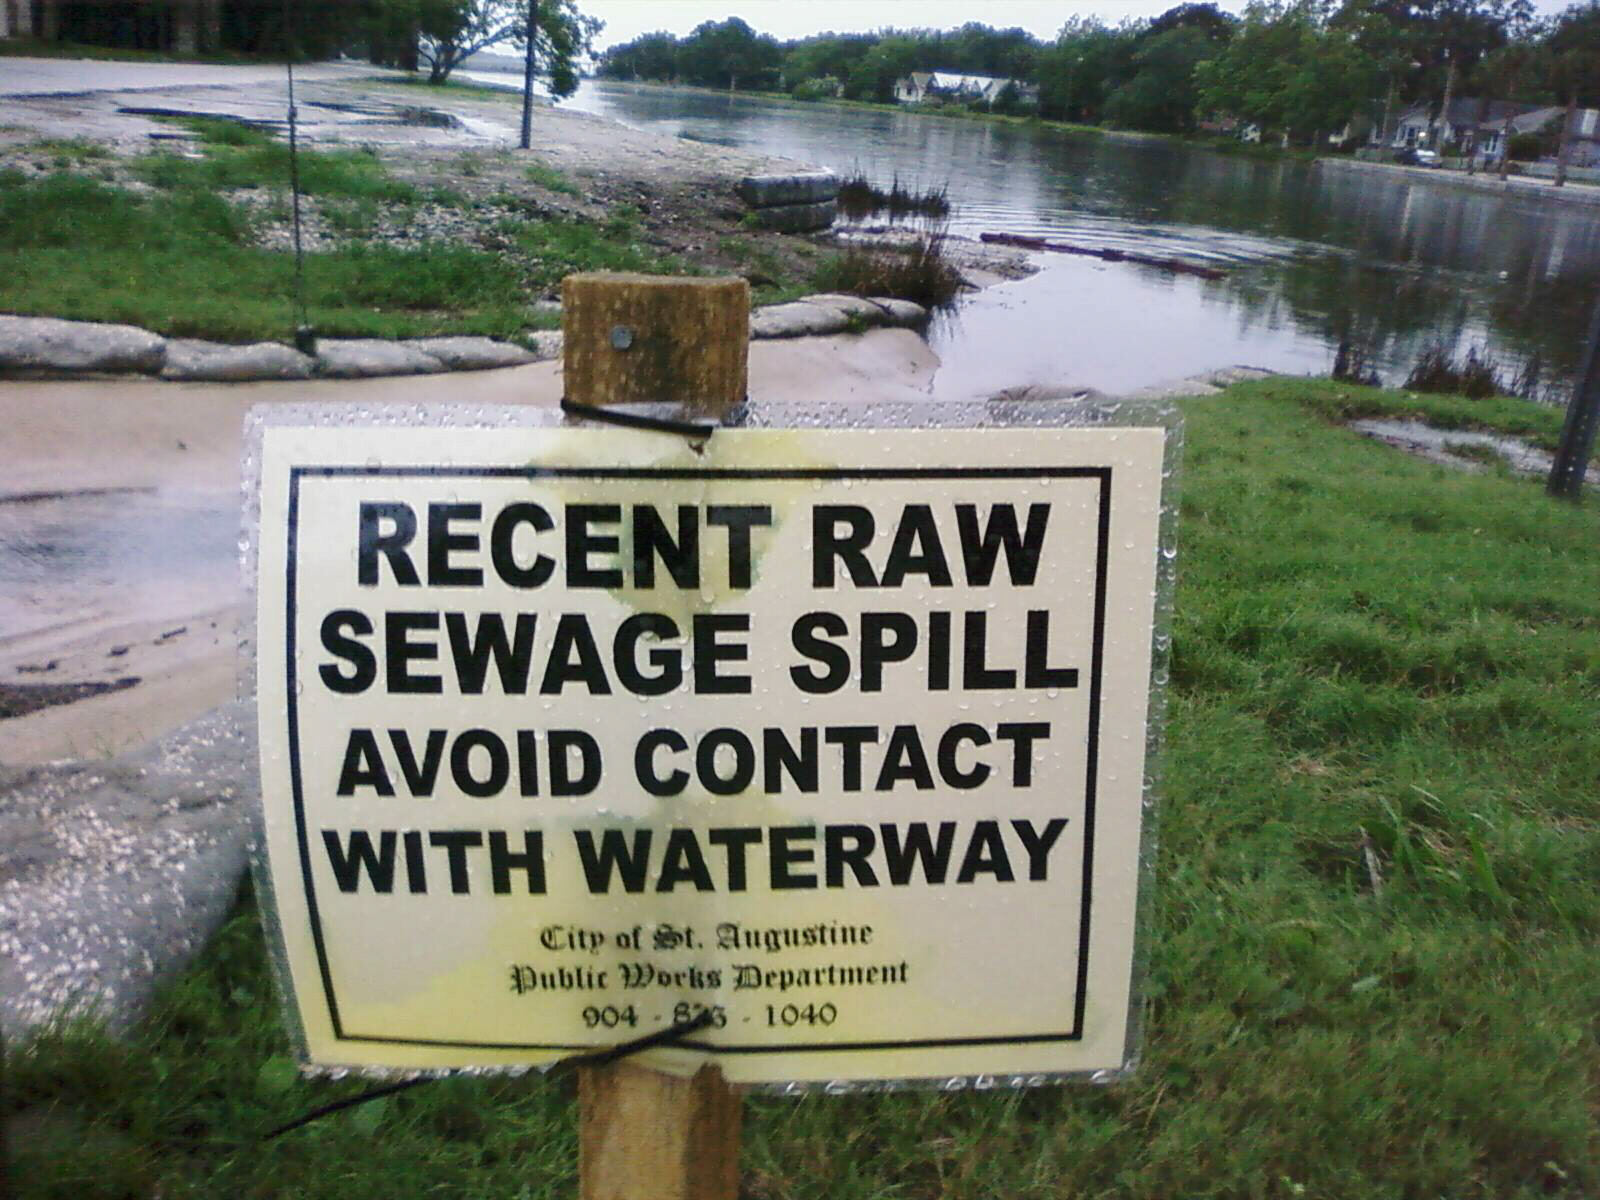 RECENT RAW
SEWAGE SPILL
AVOID CONTACT
WITH WATERWAY
City of St. Augustine
Public Works Department
904 - - 1040